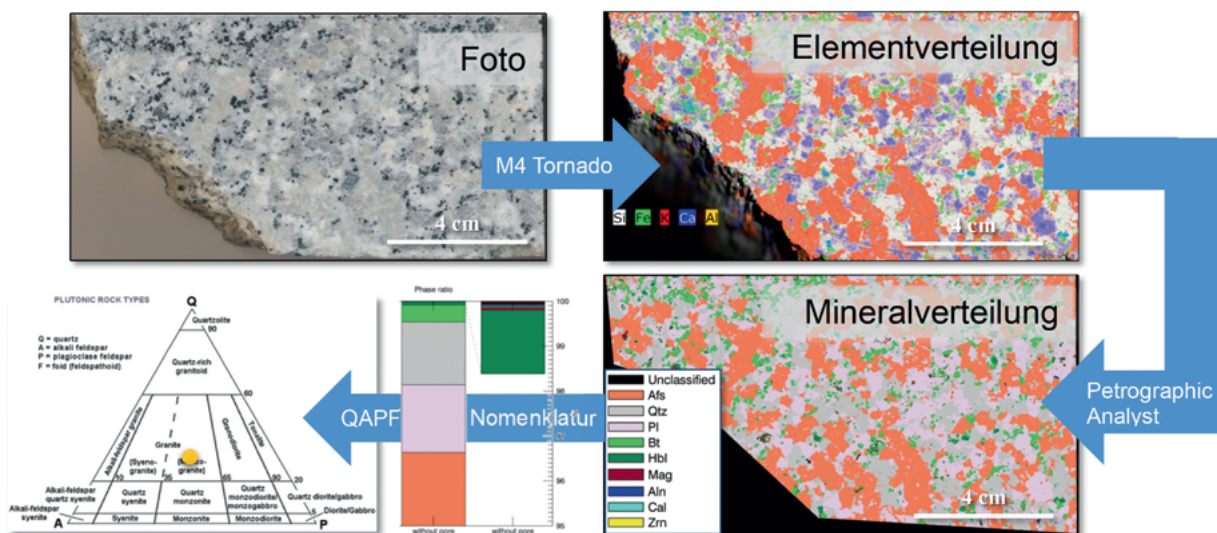 Foto
4 cm
M4 Tornado
Elementverteilung
Si Fe K Ca Al
4 cm
Petrographic
Analyst
Mineralverteilung
4 cm
Unclassified
Afs
Qtz
Pl
Bt
Hbl
Mag
Aln
Cal
Zrn
Nomenklatur
QAPF
Phase ratio
100
99
98
96
95
without pore
without pore
PLUTONIC ROCK TYPES
Q = quartz
A = alkali feldspar
P = plagioclase feldspar
F = foid (feldspathoid)
Q
Quartzolite
90
Quartz-rich
granitoid
60
Alkali-feldspar granite
Granite
(Syeno-
granite)
granite)
Granodiorite
Tonalite
10
35
65
90
20
Alkali-feldspar
quartz syenite
Quartz
syenite
Quartz
monzonite
Quartz
monzodiorite/
monzogabbro
Quartz diorite/gabbro
Alkali-feldspar
syenite
Syenite
Monzonite
Monzodiorite
5
Diorite/Gabbro
A
P